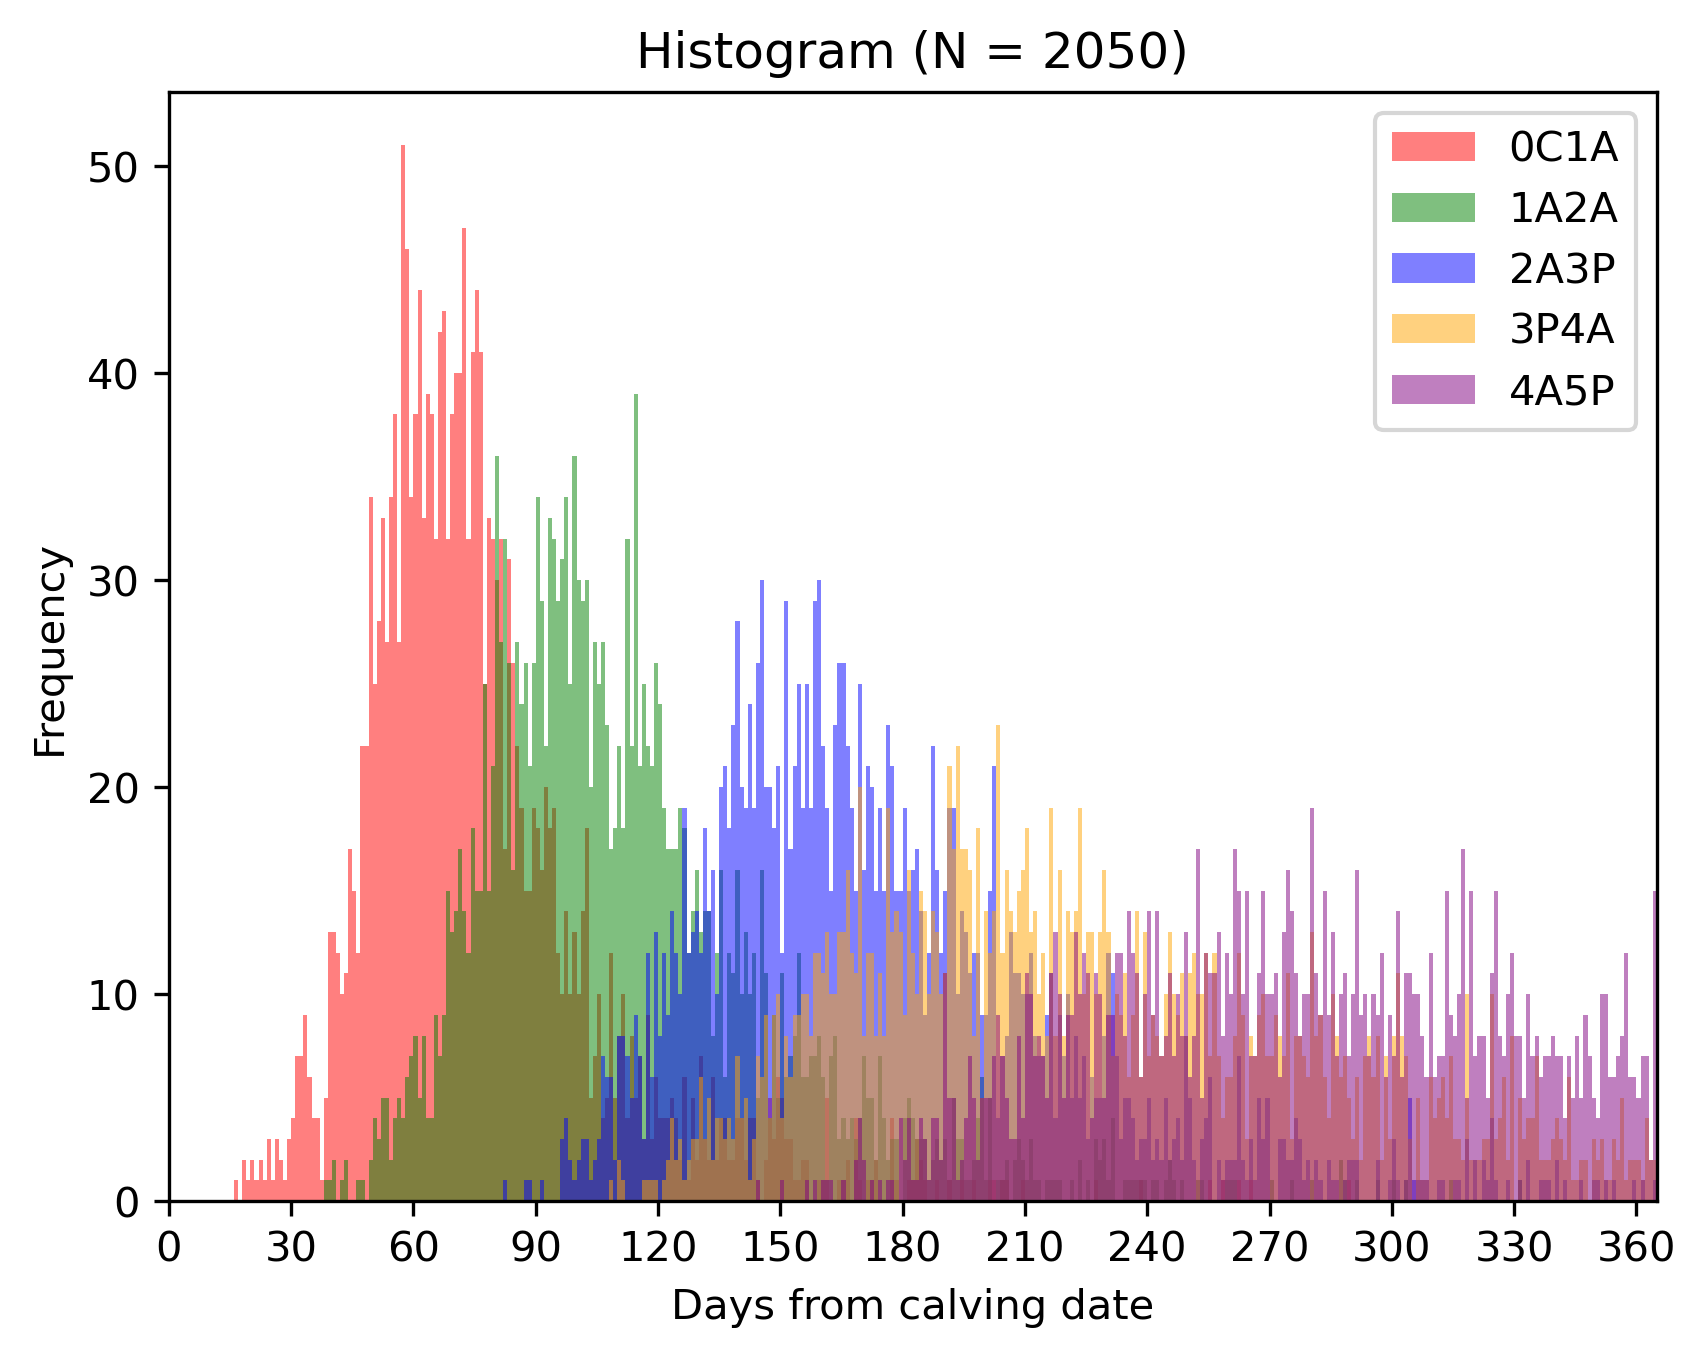 Histogram (N = 2050)
0C1A
1A2A
2A3P
3P4A
4A5P
50
40
30
20
10
0
Frequency
0 30 60 90 120 150 180 210 240 270 300 330 360
Days from calving date